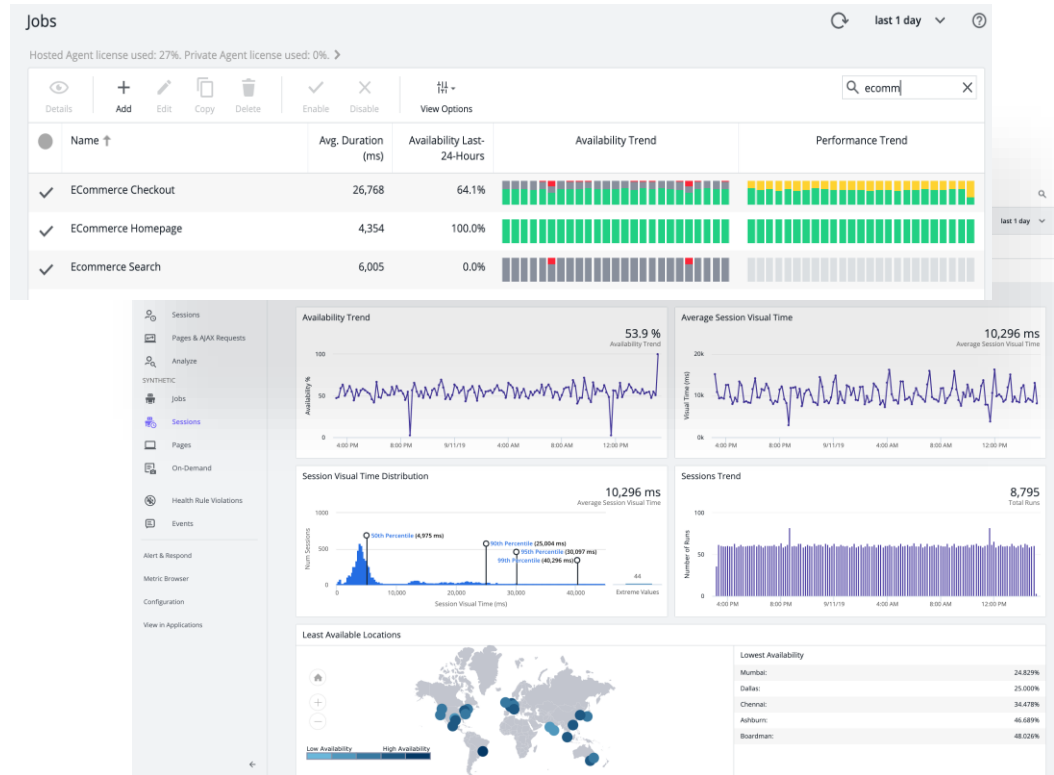 Jobs
last 1 day
Hosted Agent license used: 27%. Private Agent license used: 0%.
Details Add Edit Copy Delete Enable Disable View Options
ecomm
Name Avg. Duration (ms) Availability Last-24-Hours Availability Trend Performance Trend
ECommerce Checkout 26,768 64.1%
ECommerce Homepage 4,354 100.0%
Ecommerce Search 6,005 0.0%
last 1 day
Sessions
Pages & AJAX Requests
Analyze
SYNTHETIC
Jobs
Sessions
Pages
On-Demand
Health Rule Violations
Events
Alert & Respond
Metric Browser
Configuration
View in Applications
Availability Trend
53.9 %
Availability Trend
Availability %
100
50
0
4:00 PM 8:00 PM 9/11/19 4:00 AM 8:00 AM 12:00 PM
Average Session Visual Time
10,296 ms
Average Session Visual Time
Visual Time (ms)
20k
10k
0k
4:00 PM 8:00 PM 9/11/19 4:00 AM 8:00 AM 12:00 PM
Session Visual Time Distribution
10,296 ms
Average Session Visual Time
Num Sessions
1000
500
0
50th Percentile (4,975 ms)
90th Percentile (25,004 ms)
95th Percentile (30,097 ms)
99th Percentile (40,296 ms)
44
Extreme Values
0 10,000 20,000 30,000 40,000
Session Visual Time (ms)
Sessions Trend
8,795
Total Runs
Number of Runs
100
50
0
4:00 PM 8:00 PM 9/11/19 4:00 AM 8:00 AM 12:00 PM
Least Available Locations
Low Availability High Availability
Lowest Availability
Mumbai: 24.829%
Dallas: 25.000%
Chennai: 34.478%
Ashburn: 46.689%
Boardman: 48.026%